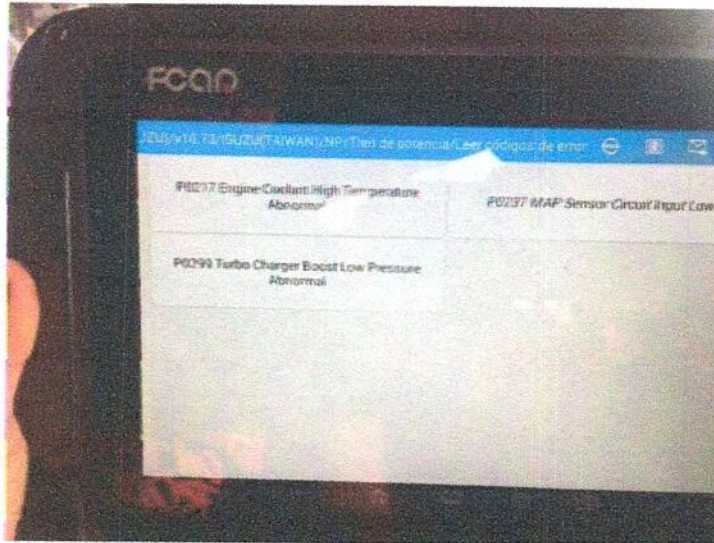 FCAR
ISUZU/V16.73/ISUZU(TAIWAN)/NP/Tren de potencia/Leer códigos de error
P0217 Engine Coolant High Temperature
Abnormal
P0237 MAP Sensor Circuit Input Low
P0299 Turbo Charger Boost Low Pressure
Abnormal